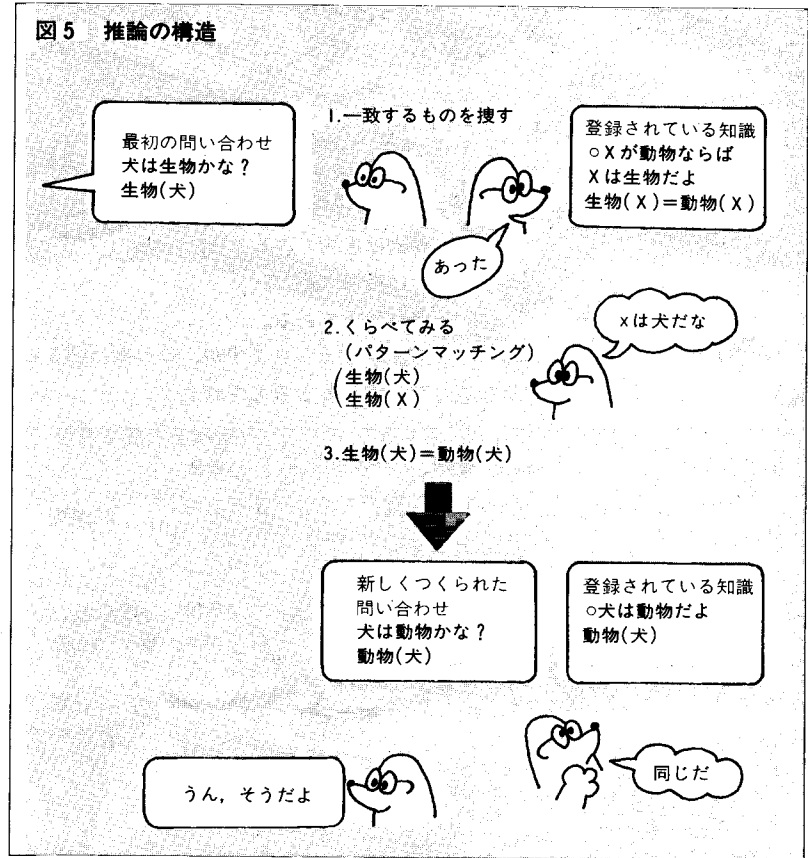 図5 推論の構造
最初の問い合わせ
犬は生物かな?
生物(犬)
1.一致するものを捜す
登録されている知識
○Xが動物ならば
Xは生物だよ
生物(X)=動物(X)
あった
2.くらべてみる
(パターンマッチング)
生物(犬)
生物(X)
xは犬だな
3.生物(犬)=動物(犬)
新しくつくられた
問い合わせ
犬は動物かな?
動物(犬)
登録されている知識
○犬は動物だよ
動物(犬)
同じだ
うん,そうだよ